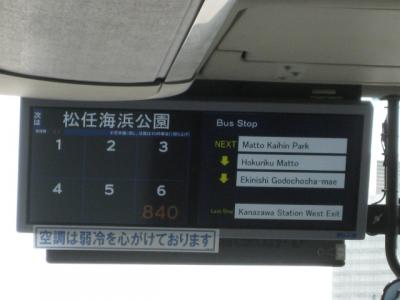 次は 松任海浜公園
1 2 3
4 5 6
840
Bus Stop
NEXT Matto Kaihin Park
Hokuriku Matto
Ekinishi Godochosha-mae
Last Stop Kanazawa Station West Exit
空調は弱冷を心がけております